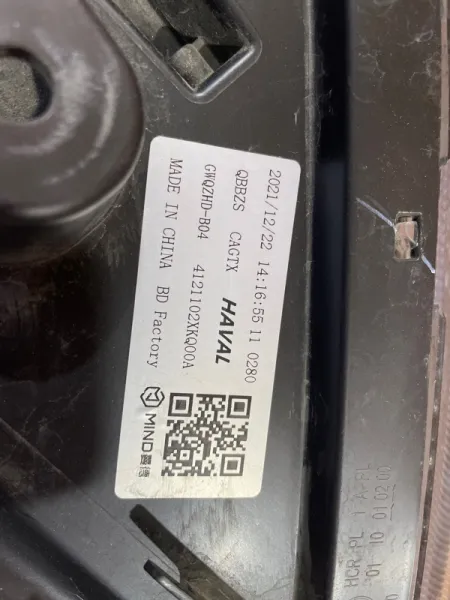 2021/12/22 14:16:55 11 0280
QBBZS CAGTX HAVAL
GWQZHD-B04 4121102XKQ00A
MADE IN CHINA BD Factory
MIND